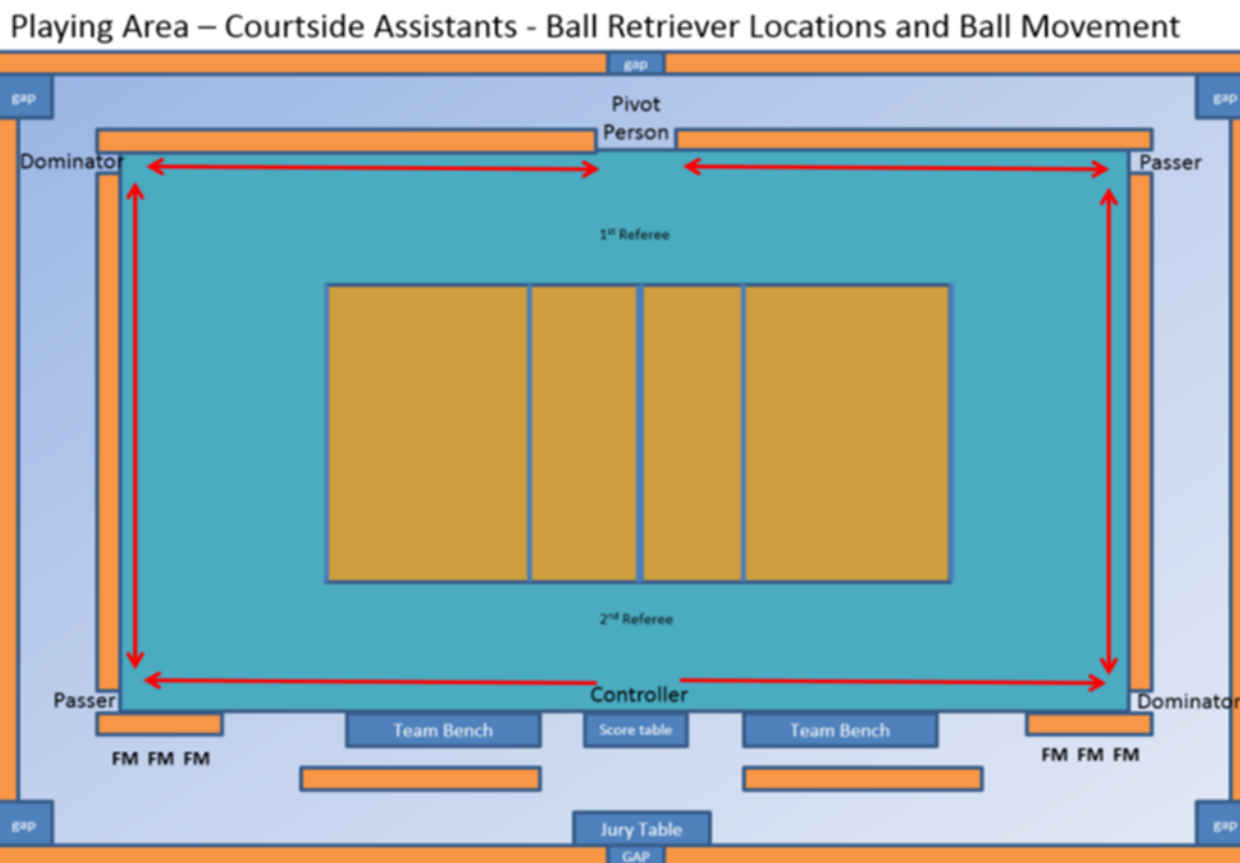 Playing Area – Courtside Assistants - Ball Retriever Locations and Ball Movement
gap
gap
gap
Pivot
Person
Dominator
Passer
1st Referee
2nd Referee
Controller
Passer
Dominator
Team Bench
Score table
Team Bench
FM FM FM
FM FM FM
gap
Jury Table
gap
GAP